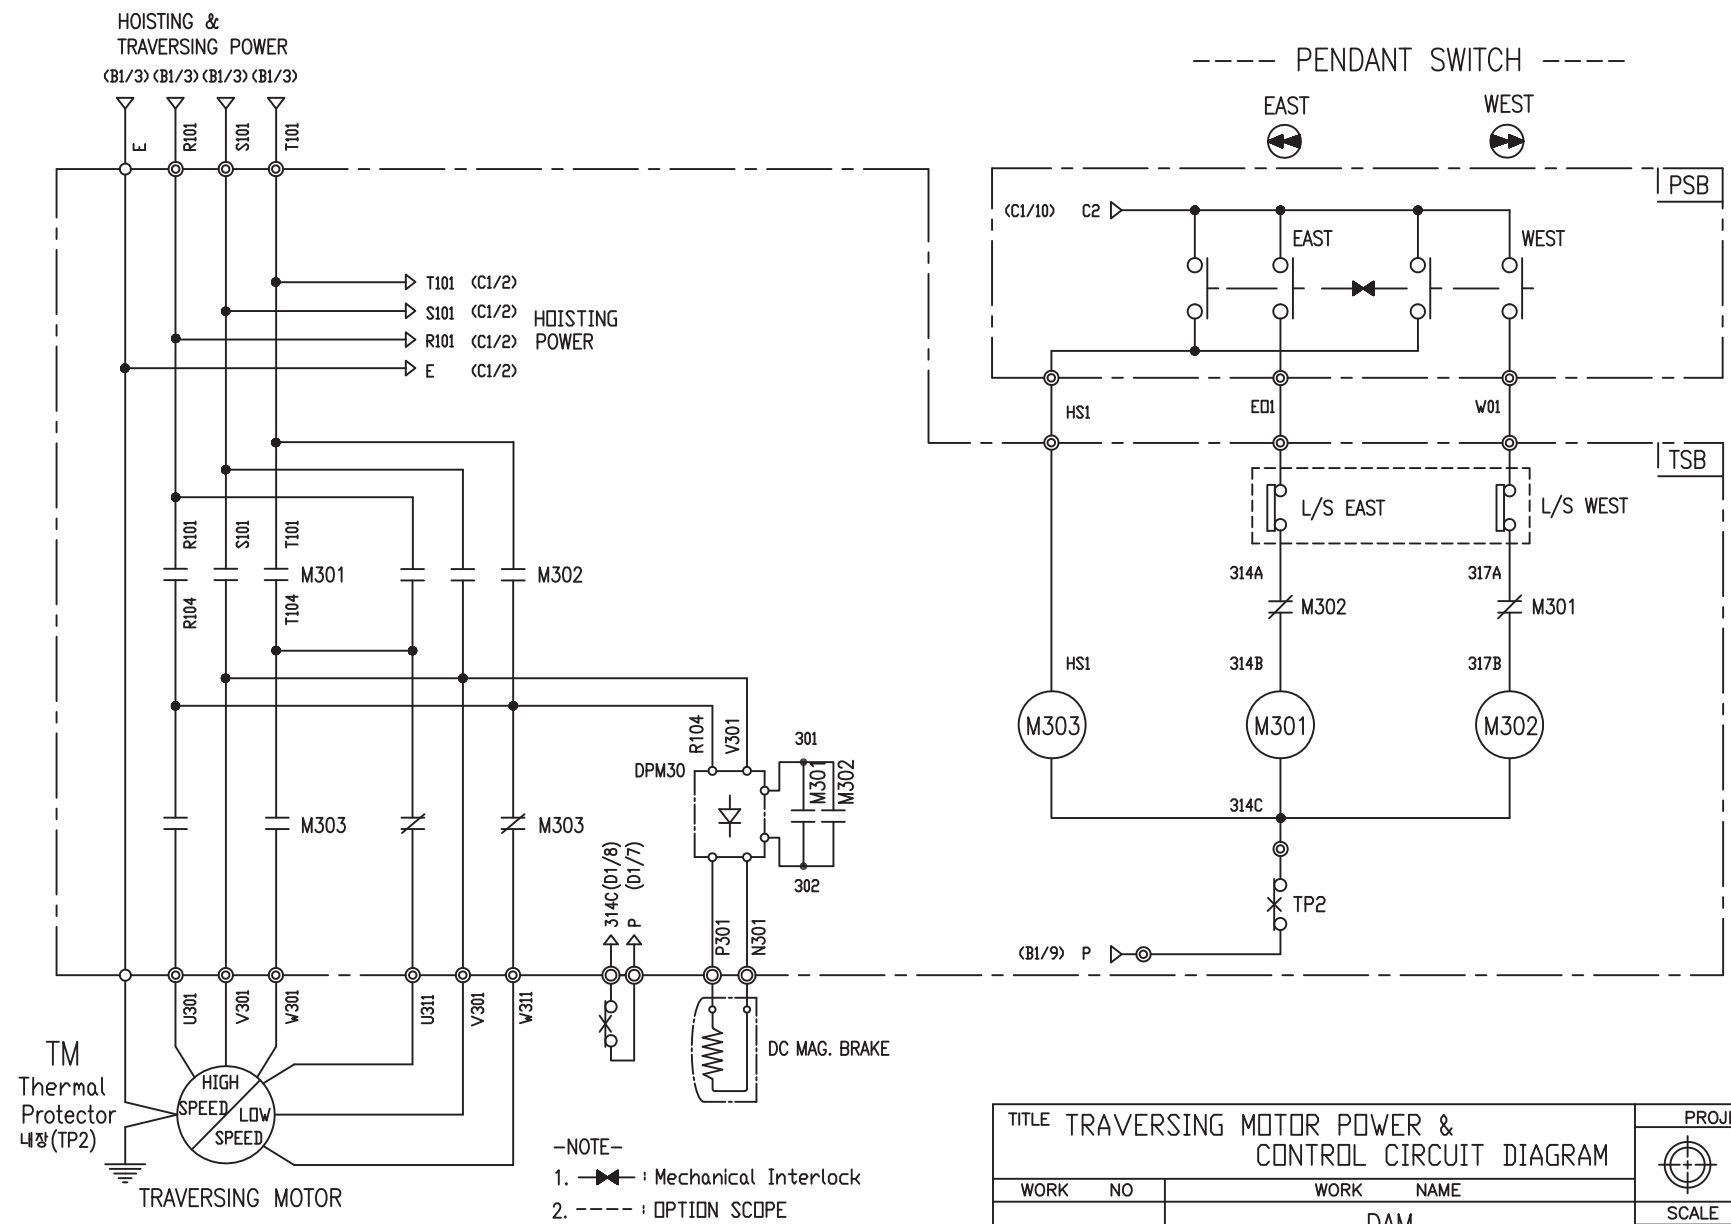 HOISTING &
TRAVERSING POWER
(B1/3) (B1/3) (B1/3) (B1/3)
E
R101
S101
T101
T101 (C1/2)
S101 (C1/2)
R101 (C1/2)
E (C1/2)
HOISTING
POWER
R101
S101
T101
M301
M302
R104
T104
M303
M303
R104
V301
DPM30
301
M301
M302
302
314C(D1/8)
P (D1/7)
P301
N301
U301
V301
W301
U311
V301
W311
DC MAG. BRAKE
TM
Thermal
Protector
내장(TP2)
HIGH
SPEED
LOW
SPEED
TRAVERSING MOTOR
-NOTE-
1. : Mechanical Interlock
2. ----- : OPTION SCOPE
---- PENDANT SWITCH ----
EAST
WEST
PSB
(C1/10) C2
EAST
WEST
HS1
E01
W01
TSB
L/S EAST
L/S WEST
314A
317A
M302
M301
HS1
314B
317B
M303
M301
M302
314C
TP2
(B1/9) P
TITLE TRAVERSING MOTOR POWER &
CONTROL CIRCUIT DIAGRAM
WORK NO
WORK NAME
SCALE